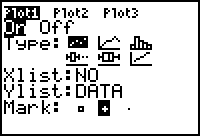 Plot1 Plot2 Plot3
On Off
Type:
Xlist:NO
Ylist:DATA
Mark: